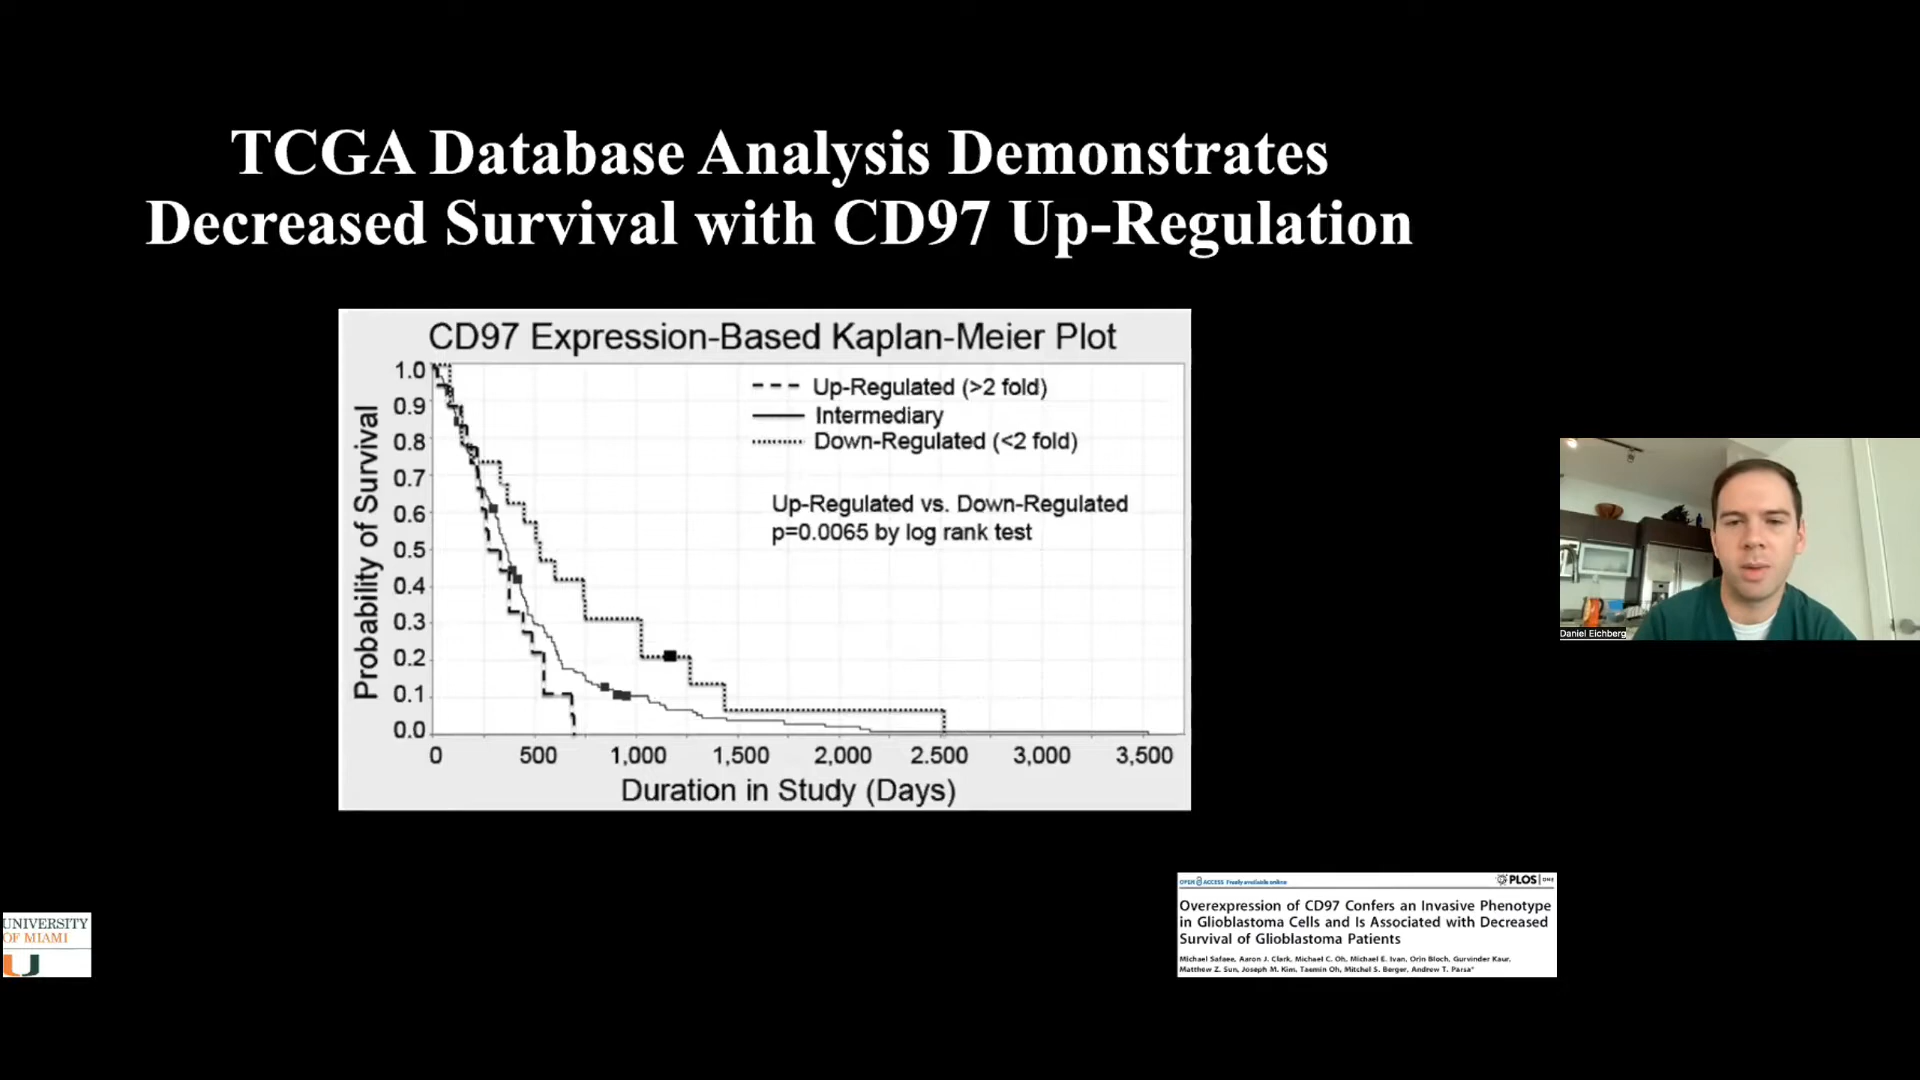 TCGA Database Analysis Demonstrates
Decreased Survival with CD97 Up-Regulation
CD97 Expression-Based Kaplan-Meier Plot
Probability of Survival
1.0
0.9
0.8
0.7
0.6
0.5
0.4
0.3
0.2
0.1
0.0
Up-Regulated (>2 fold)
Intermediary
Down-Regulated (<2 fold)
Up-Regulated vs. Down-Regulated
p=0.0065 by log rank test
0 500 1,000 1,500 2,000 2.500 3,000 3,500
Duration in Study (Days)
Daniel Eichberg
OPEN ACCESS Freely available online
PLOS ONE
Overexpression of CD97 Confers an Invasive Phenotype
in Glioblastoma Cells and Is Associated with Decreased
Survival of Glioblastoma Patients
Michael Safaee, Aaron J. Clark, Michael C. Oh, Michael E. Ivan, Orin Bloch, Gurvinder Kaur,
Matthew Z. Sun, Joseph M. Kim, Taemin Oh, Mitchel S. Berger, Andrew T. Parsa*
UNIVERSITY
OF MIAMI